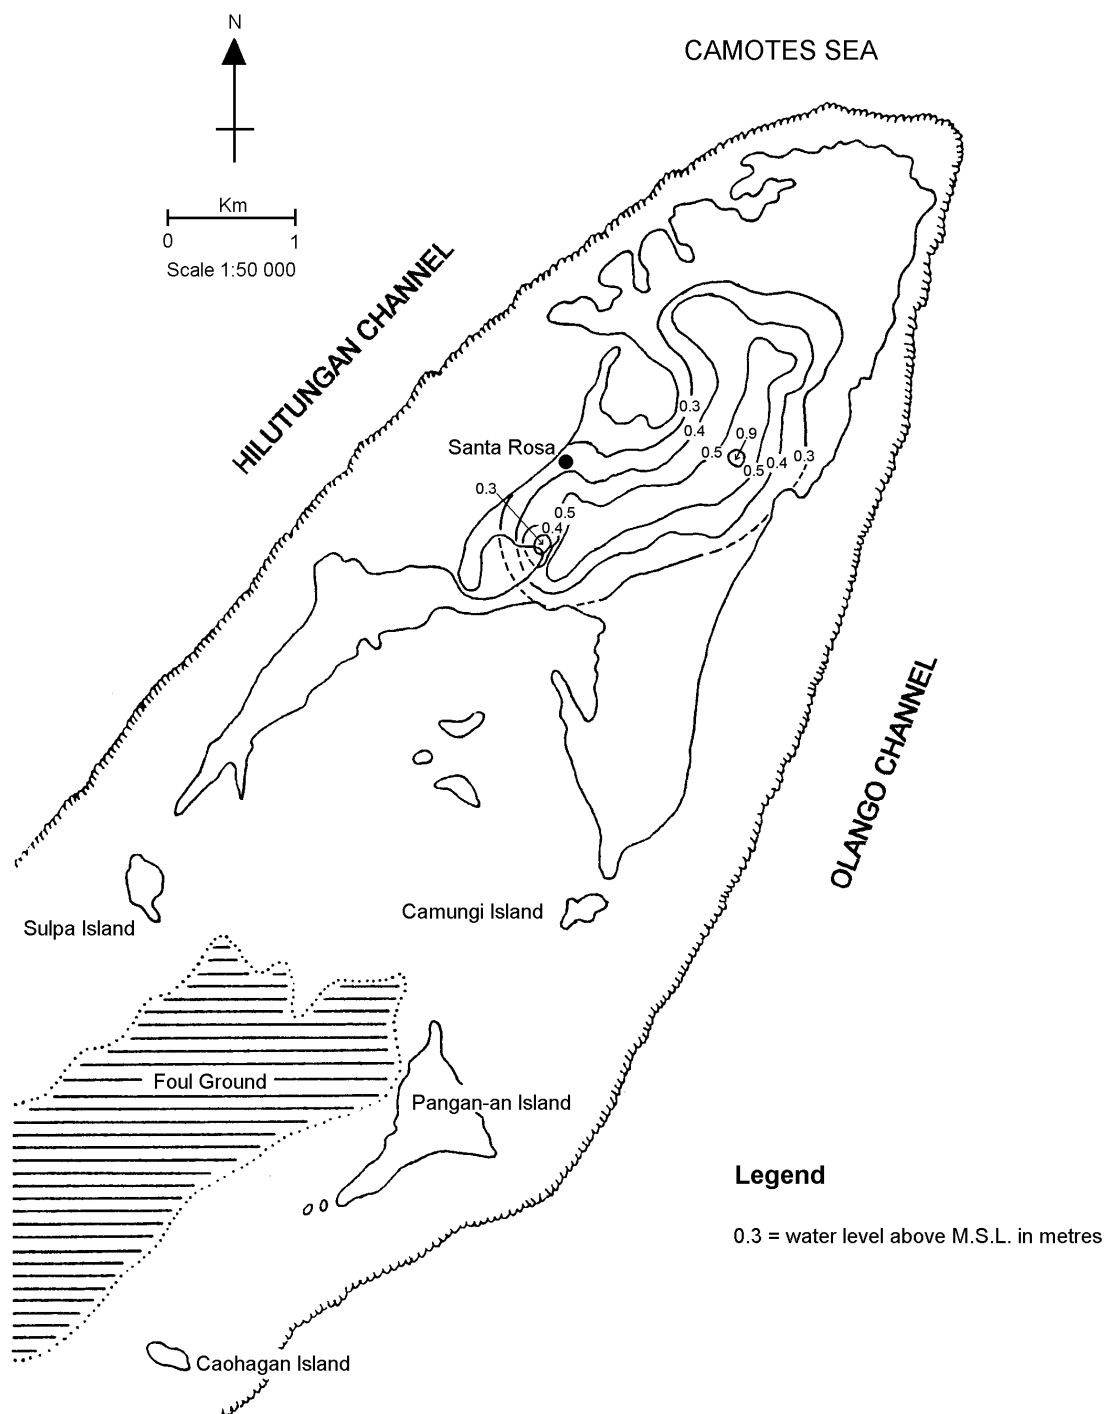 N
CAMOTES SEA
Km
0 1
Scale 1:50 000
HILUTUNGAN CHANNEL
0.3
0.4
Santa Rosa
0.9
0.5
0.3
0.4
0.5
0.3
0.5
0.4
OLANGO CHANNEL
Camungi Island
Sulpa Island
Foul Ground
Pangan-an Island
Legend
0.3 = water level above M.S.L. in metres
Caohagan Island